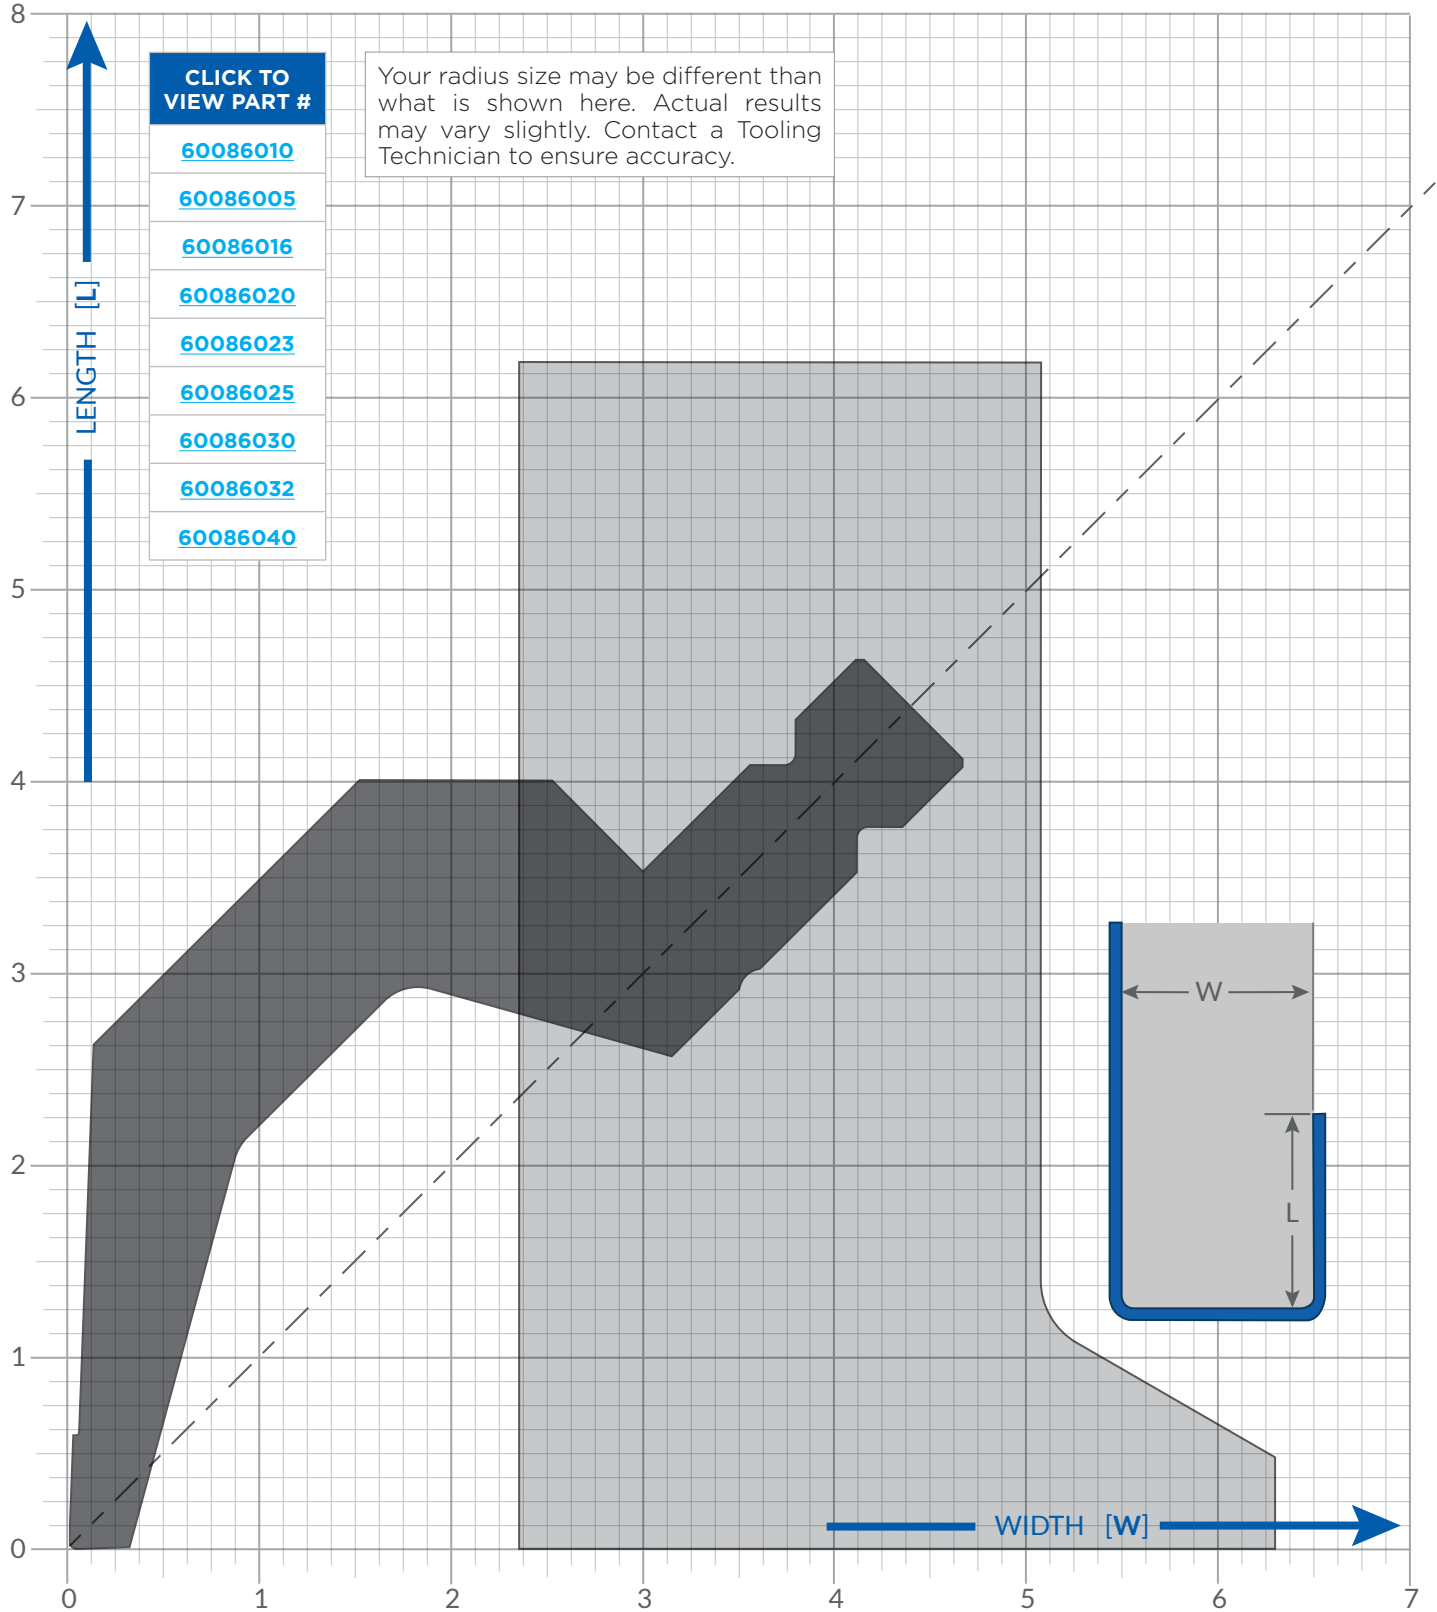 8
7
6
5
4
3
2
1
0
LENGTH [L]
CLICK TO
VIEW PART #
60086010
60086005
60086016
60086020
60086023
60086025
60086030
60086032
60086040
Your radius size may be different than
what is shown here. Actual results
may vary slightly. Contact a Tooling
Technician to ensure accuracy.
W
L
WIDTH [W]
0 1 2 3 4 5 6 7